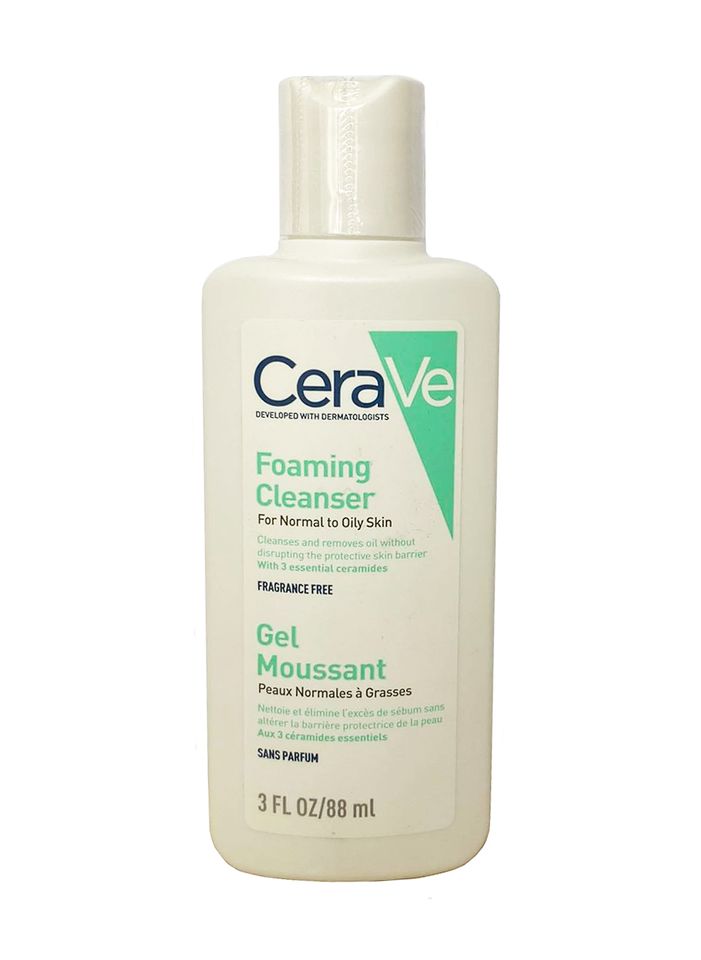 CeraVe
DEVELOPED WITH DERMATOLOGISTS
Foaming
Cleanser
For Normal to Oily Skin
Cleanses and removes oil without
disrupting the protective skin barrier
With 3 essential ceramides
FRAGRANCE FREE
Gel
Moussant
Peaux Normales à Grasses
Nettoie et élimine l'excès de sébum sans
altérer la barrière protectrice de la peau
Aux 3 céramides essentiels
SANS PARFUM
3 FL OZ/88 ml